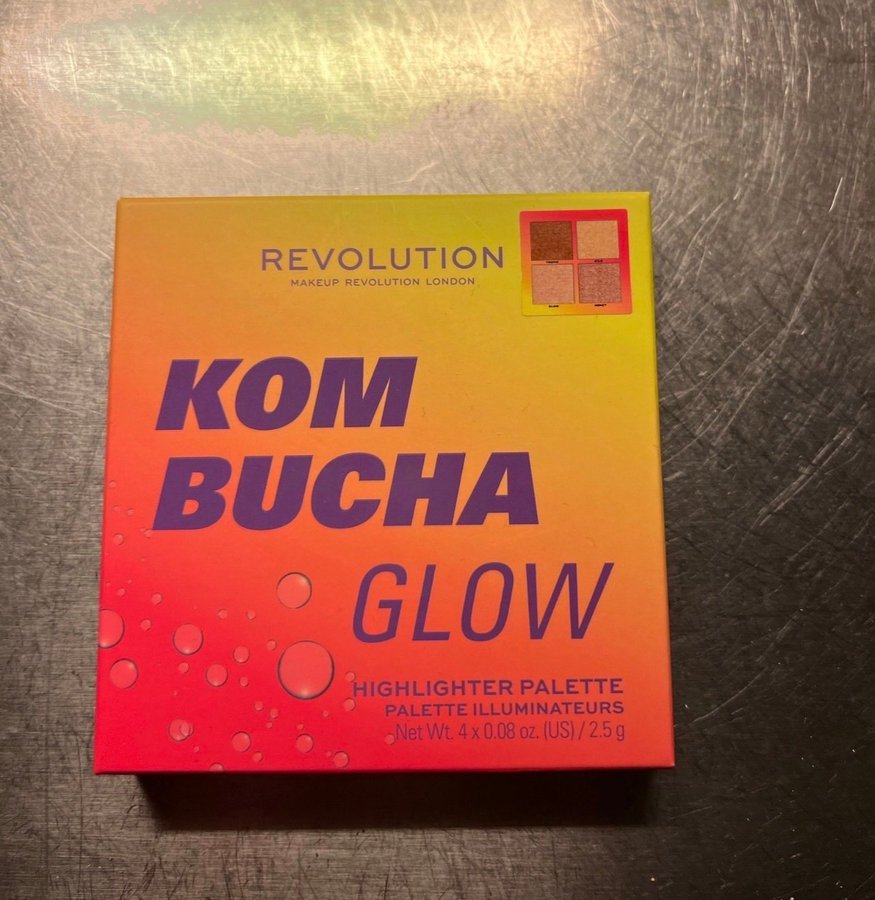 REVOLUTION
MAKEUP REVOLUTION LONDON
KOM
BUCHA
GLOW
HIGHLIGHTER PALETTE
PALETTE ILLUMINATEURS
Net Wt. 4 x 0.08 oz. (US) / 2.5 g